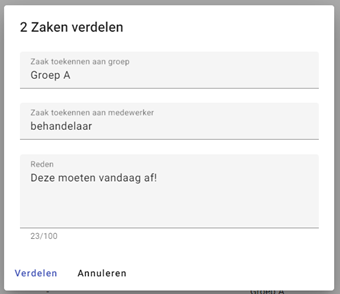 2 Zaken verdelen
Zaak toekennen aan groep
Groep A
Zaak toekennen aan medewerker
behandelaar
Reden
Deze moeten vandaag af!
23/100
Verdelen Annuleren
Groep A